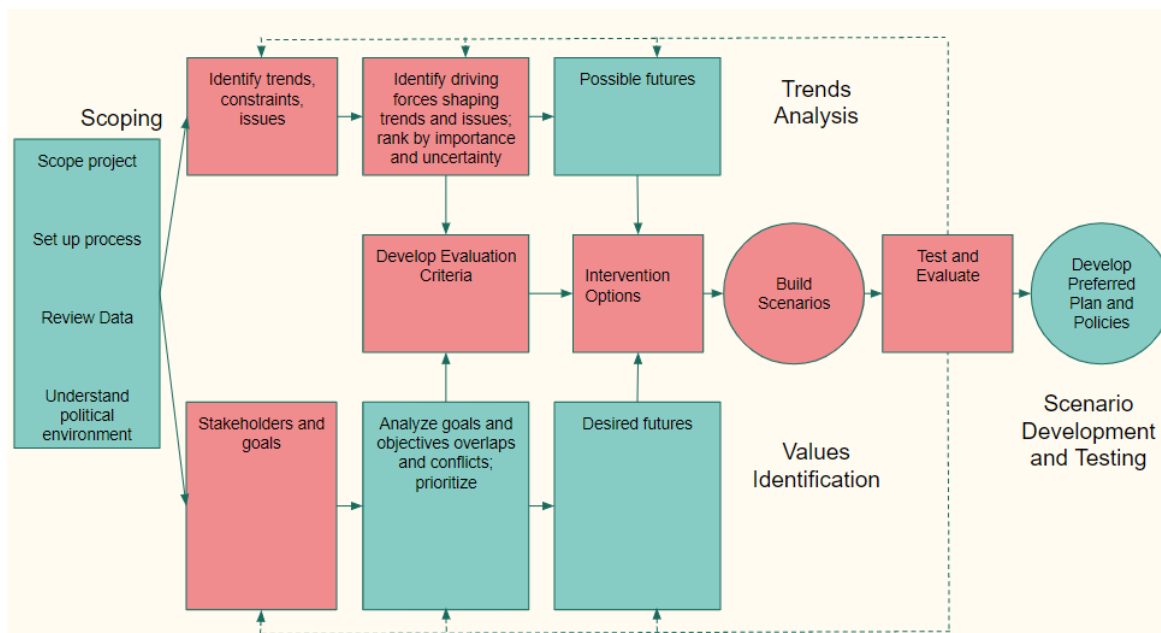 Scoping
Scope project
Set up process
Review Data
Understand
political
environment
Identify trends,
constraints,
issues
Identify driving
forces shaping
trends and issues;
rank by importance
and uncertainty
Possible futures
Trends
Analysis
Develop Evaluation
Criteria
Intervention
Options
Build
Scenarios
Test and
Evaluate
Develop
Preferred
Plan and
Policies
Stakeholders and
goals
Analyze goals and
objectives overlaps
and conflicts;
prioritize
Desired futures
Values
Identification
Scenario
Development
and Testing